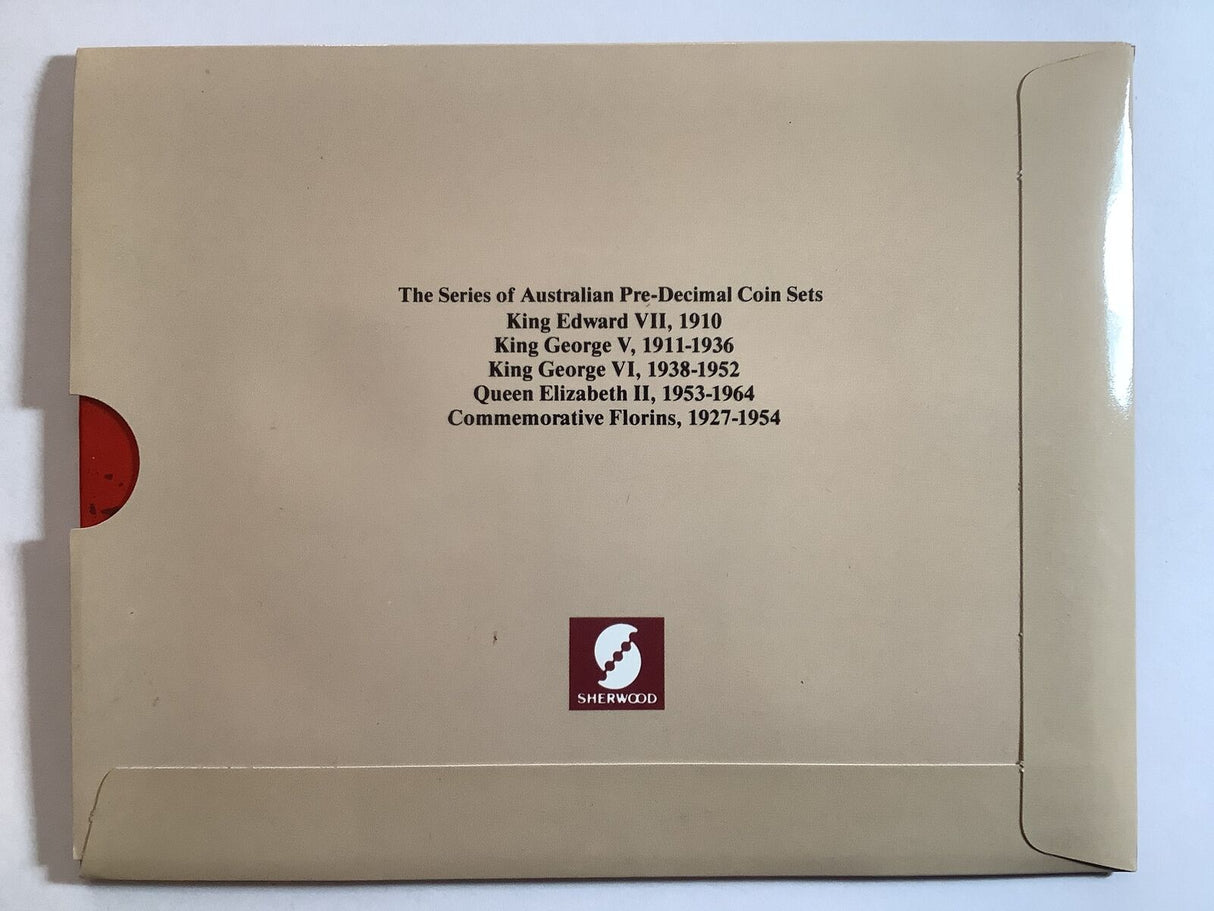 The Series of Australian Pre-Decimal Coin Sets
King Edward VII, 1910
King George V, 1911-1936
King George VI, 1938-1952
Queen Elizabeth II, 1953-1964
Commemorative Florins, 1927-1954
SHERWOOD